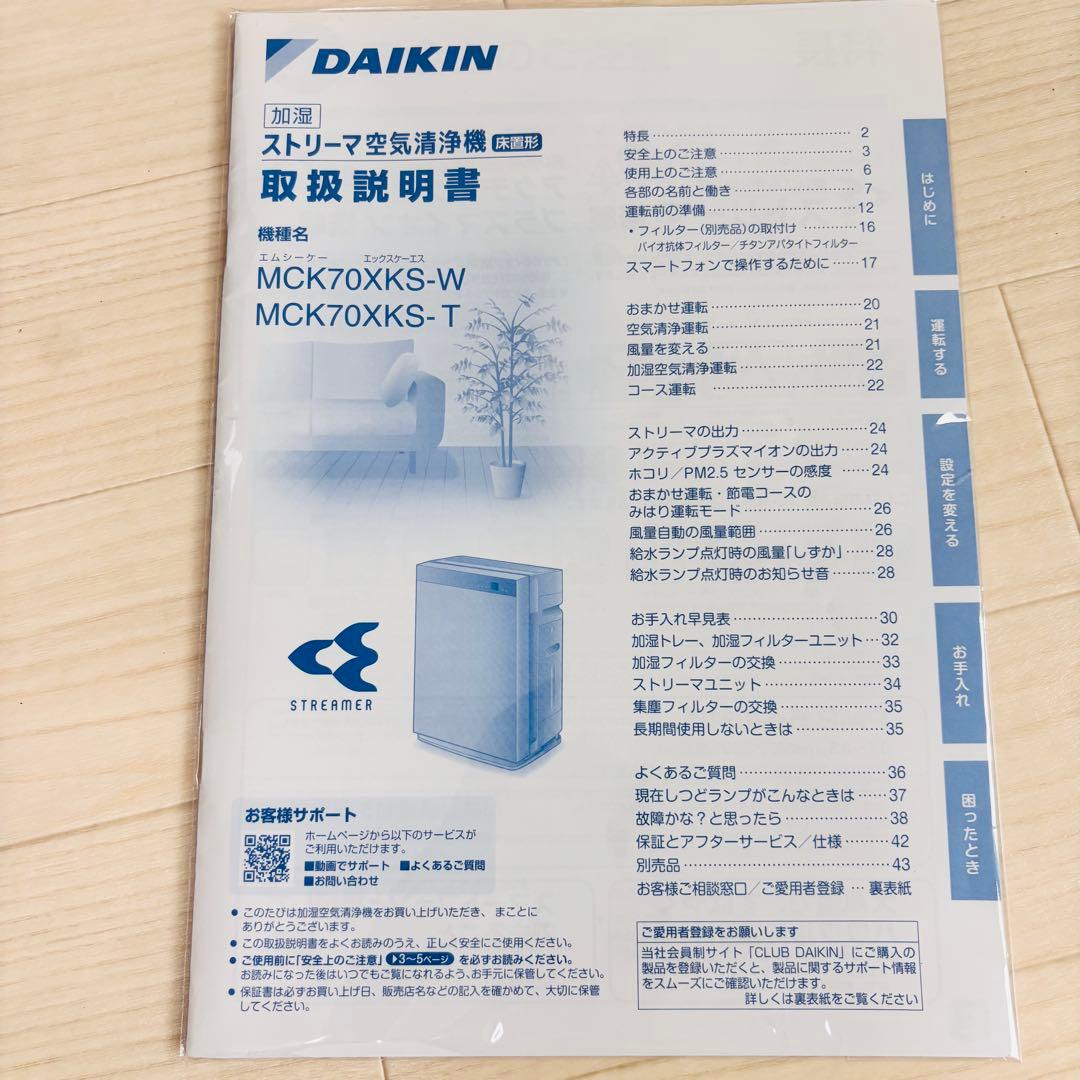 DAIKIN
加湿
ストリーマ空気清浄機 床置形
取扱説明書
機種名
エムシーケー エックスケーエス
MCK70XKS-W
MCK70XKS-T
STREAMER
お客様サポート
ホームページから以下のサービスが
ご利用いただけます。
■動画でサポート ■よくあるご質問
■お問い合わせ
● このたびは加湿空気清浄機をお買い上げいただき、まことに
ありがとうございます。
● この取扱説明書をよくお読みのうえ、正しく安全にご使用ください。
● ご使用前に「安全上のご注意」 3〜5ページ を必ずお読みください。
お読みになった後はいつでもご覧になれるよう、お手元に保管してください。
● 保証書は必ずお買い上げ日、販売店名などの記入を確かめて、大切に保管
してください。
特長 …… 2
安全上のご注意 …… 3
使用上のご注意 …… 6
各部の名前と働き …… 7
運転前の準備 …… 12
・フィルター(別売品)の取付け …… 16
バイオ抗体フィルター/チタンアパタイトフィルター
スマートフォンで操作するために …… 17
はじめに
おまかせ運転 …… 20
空気清浄運転 …… 21
風量を変える …… 21
加湿空気清浄運転 …… 22
コース運転 …… 22
運転する
ストリーマの出力 …… 24
アクティブプラズマイオンの出力 …… 24
ホコリ/PM2.5 センサーの感度 …… 24
おまかせ運転・節電コースの
みはり運転モード …… 26
風量自動の風量範囲 …… 26
給水ランプ点灯時の風量「しずか」 …… 28
給水ランプ点灯時のお知らせ音 …… 28
設定を変える
お手入れ早見表 …… 30
加湿トレー、加湿フィルターユニット … 32
加湿フィルターの交換 …… 33
ストリーマユニット …… 34
集塵フィルターの交換 …… 35
長期間使用しないときは …… 35
お手入れ
よくあるご質問 …… 36
現在しつどランプがこんなときは …… 37
故障かな?と思ったら …… 38
保証とアフターサービス/仕様 …… 42
別売品 …… 43
お客様ご相談窓口/ご愛用者登録 … 裏表紙
困ったとき
ご愛用者登録をお願いします
当社会員制サイト「CLUB DAIKIN」にご購入の
製品を登録いただくと、製品に関するサポート情報
をスムーズにご確認いただけます。
詳しくは裏表紙をご覧ください